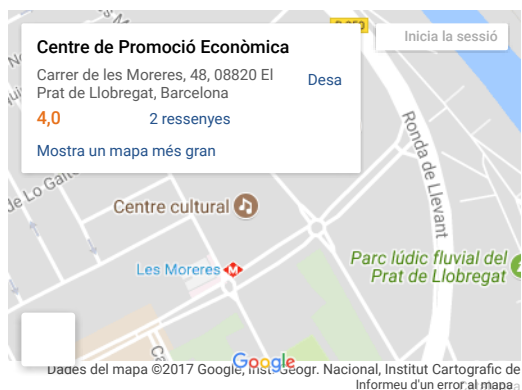 Centre de Promoció Econòmica
Carrer de les Moreres, 48, 08820 El
Prat de Llobregat, Barcelona
Desa
4,0
2 ressenyes
Mostra un mapa més gran
Inicia la sessió
Ronda de Llevant
de Lo Gaite
Centre cultural
Les Moreres
Parc lúdic fluvial del
Prat de Llobregat
Google
Dades del mapa ©2017 Google, Inst. Geogr. Nacional, Institut Cartografic de
Informeu d'un error al mapa